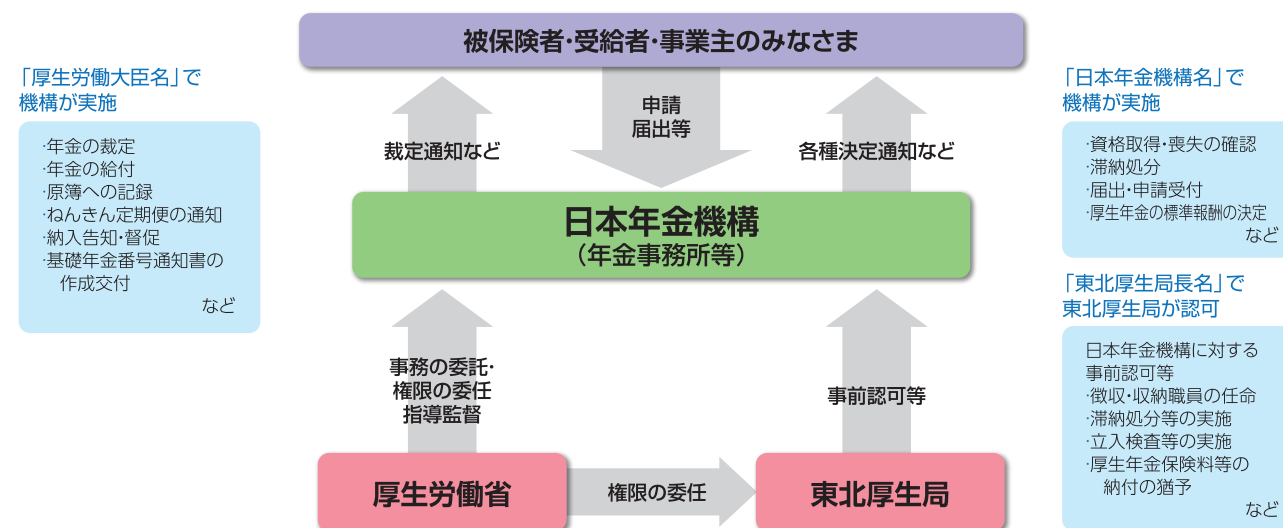 被保険者・受給者・事業主のみなさま
「厚生労働大臣名」で
機構が実施
・年金の裁定
・年金の給付
・原簿への記録
・ねんきん定期便の通知
・納入告知・督促
・基礎年金番号通知書の
作成交付
など
裁定通知など
申請
届出等
各種決定通知など
「日本年金機構名」で
機構が実施
・資格取得・喪失の確認
・滞納処分
・届出・申請受付
・厚生年金の標準報酬の決定
など
日本年金機構
（年金事務所等）
「東北厚生局長名」で
東北厚生局が認可
日本年金機構に対する
事前認可等
・徴収・収納職員の任命
・滞納処分等の実施
・立入検査等の実施
・厚生年金保険料等の
納付の猶予
など
事務の委託・
権限の委任
指導監督
事前認可等
厚生労働省
権限の委任
東北厚生局